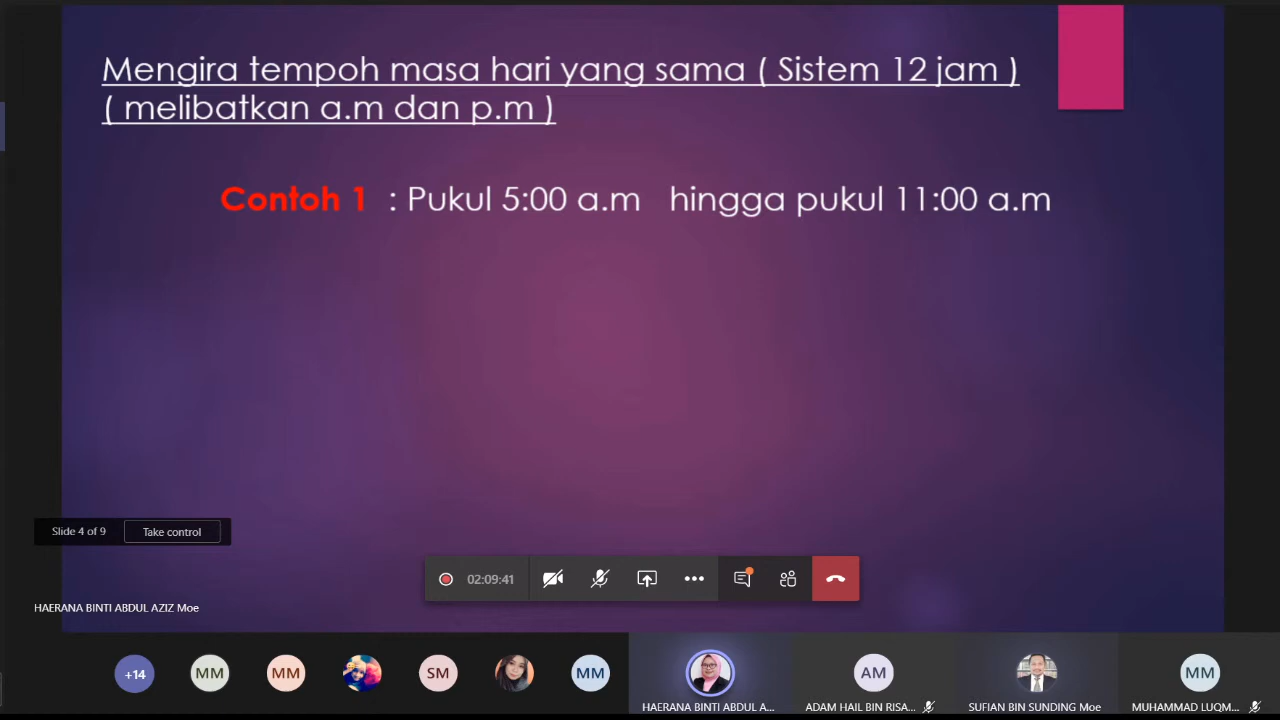 Mengira tempoh masa hari yang sama ( Sistem 12 jam )
( melibatkan a.m dan p.m )
Contoh 1 : Pukul 5:00 a.m hingga pukul 11:00 a.m
Slide 4 of 9 Take control
02:09:41
HAERANA BINTI ABDUL AZIZ Moe
+14 MM MM SM MM AM MM
HAERANA BINTI ABDUL A... ADAM HAIL BIN RISA... SUFIAN BIN SUNDING Moe MUHAMMAD LUQM...